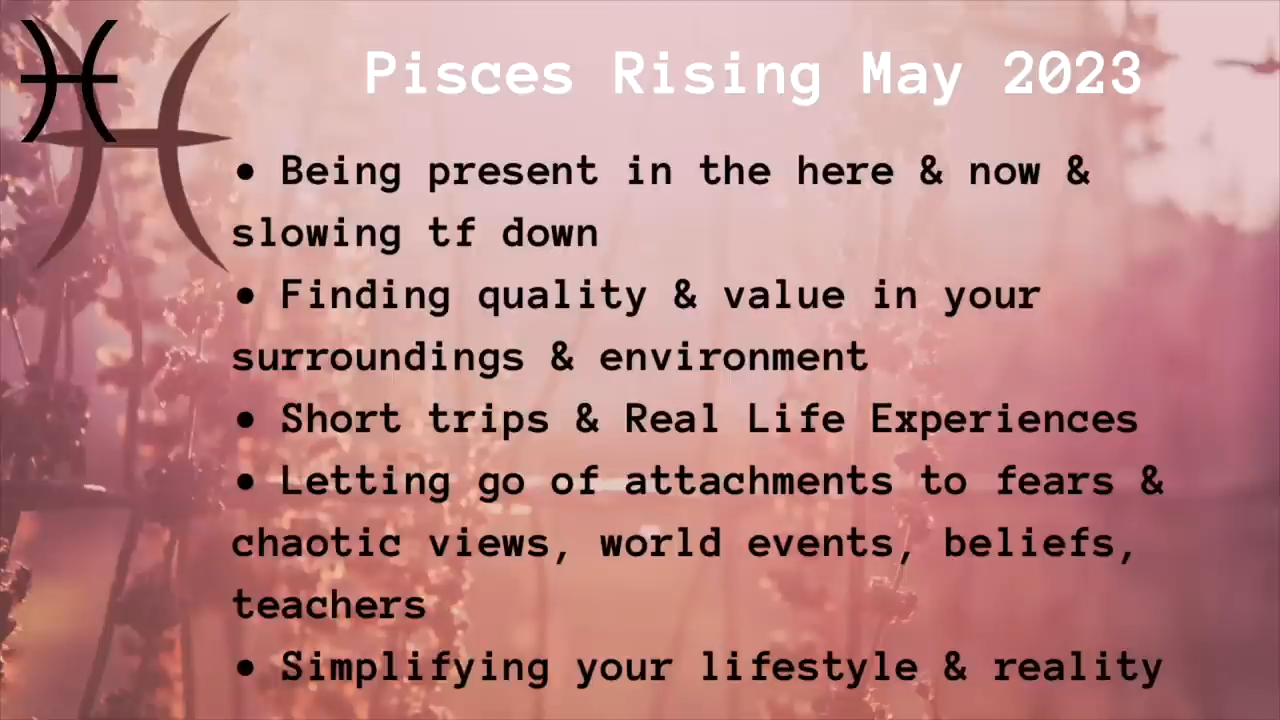 Pisces Rising May 2023
• Being present in the here & now &
slowing tf down
• Finding quality & value in your
surroundings & environment
• Short trips & Real Life Experiences
• Letting go of attachments to fears &
chaotic views, world events, beliefs,
teachers
• Simplifying your lifestyle & reality